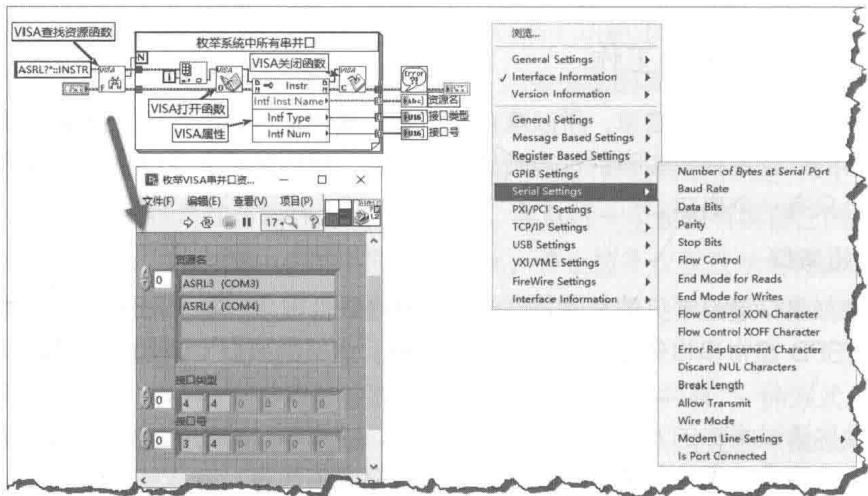 VISA查找资源函数
枚举系统中所有串并口
N
ASRL?*::INSTR
VISA
VISA关闭函数
VISA
Error
?!
i
Instr
VISA打开函数
Intf Inst Name
Intf Type
Intf Num
VISA属性
Abc
资源名
U16
接口类型
U16
接口号
枚举VISA串并口资...
文件(F) 编辑(E) 查看(V) 项目(P)
17
资源名
0
ASRL3 (COM3)
ASRL4 (COM4)
接口类型
0 4 4 0 0 0 0
接口号
0 3 4 0 0 0 0
浏览...
General Settings
✓ Interface Information
Version Information
General Settings
Message Based Settings
Register Based Settings
GPIB Settings
Serial Settings
PXI/PCI Settings
TCP/IP Settings
USB Settings
VXI/VME Settings
FireWire Settings
Interface Information
Number of Bytes at Serial Port
Baud Rate
Data Bits
Parity
Stop Bits
Flow Control
End Mode for Reads
End Mode for Writes
Flow Control XON Character
Flow Control XOFF Character
Error Replacement Character
Discard NUL Characters
Break Length
Allow Transmit
Wire Mode
Modem Line Settings
Is Port Connected